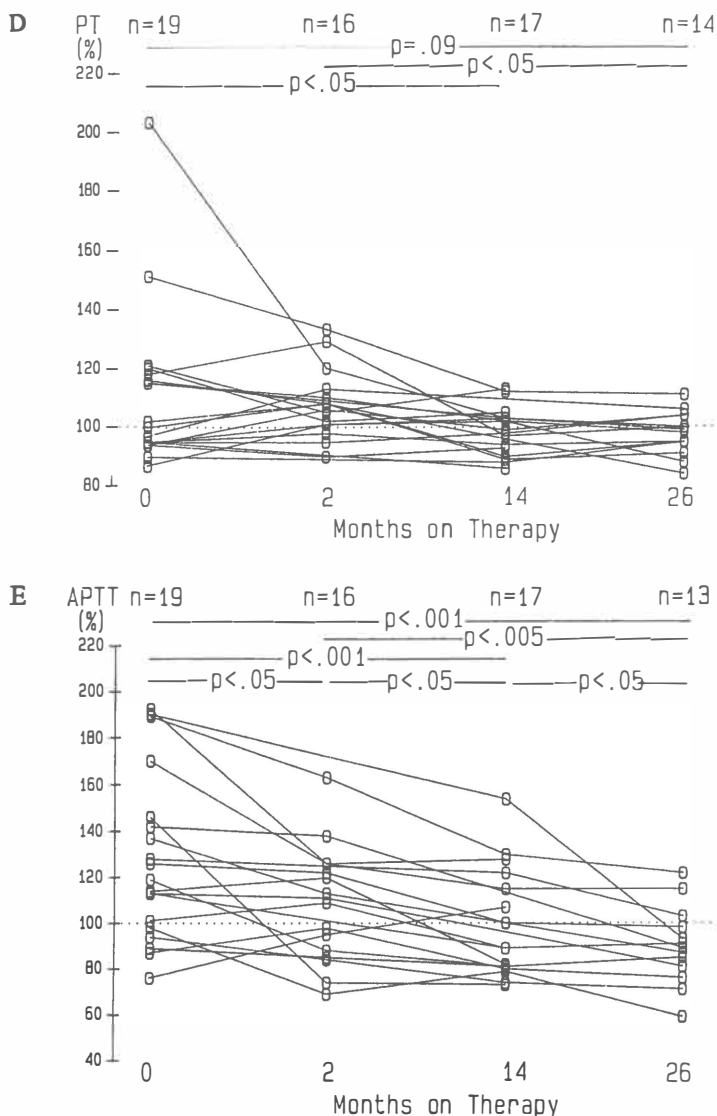 D PT n=19 n=16 n=17 n=14
(%) p=.09
220 p<.05
p<.05
200
180
160
140
120
100
80
0 2 14 26
Months on Therapy
E APTT n=19 n=16 n=17 n=13
(%) p<.001
220 p<.005
p<.001
200 p<.05 p<.05 p<.05
180
160
140
120
100
80
60
40
0 2 14 26
Months on Therapy